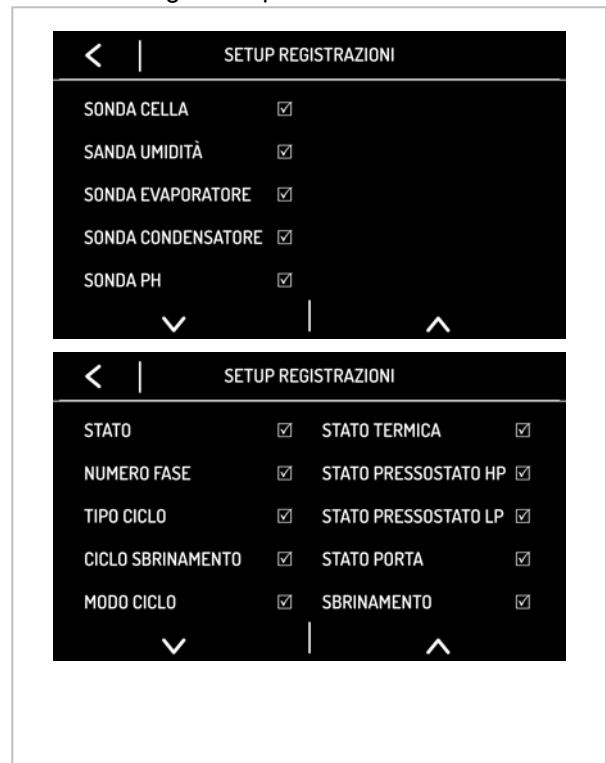 SETUP REGISTRAZIONI
SONDA CELLA
SANDA UMIDITÀ
SONDA EVAPORATORE
SONDA CONDENSATORE
SONDA PH
SETUP REGISTRAZIONI
STATO STATO TERMICA
NUMERO FASE STATO PRESSOSTATO HP
TIPO CICLO STATO PRESSOSTATO LP
CICLO SBRINAMENTO STATO PORTA
MODO CICLO SBRINAMENTO